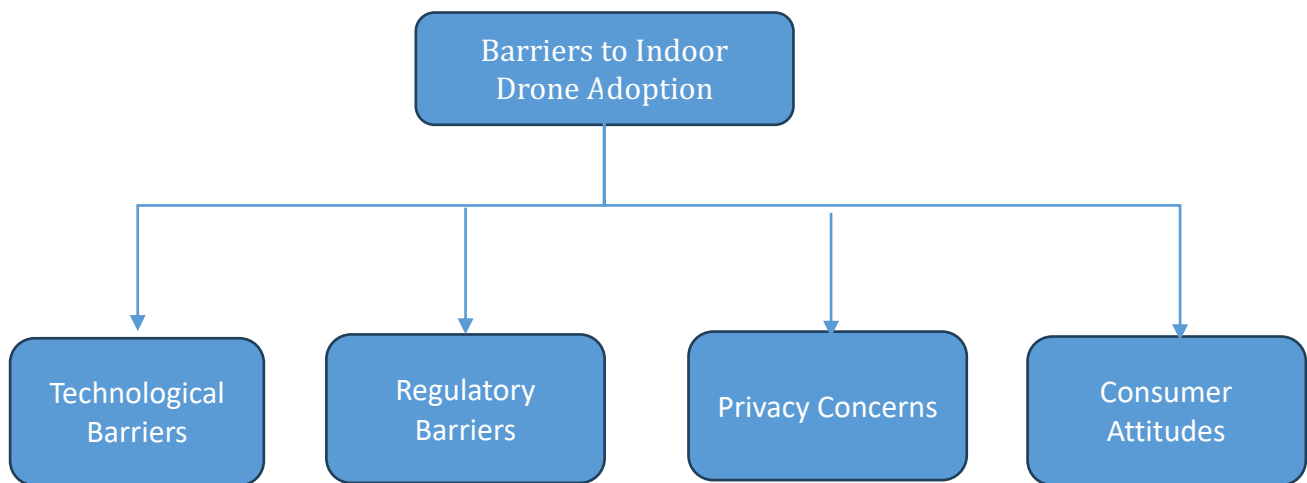 Barriers to Indoor
Drone Adoption
Technological
Barriers
Regulatory
Barriers
Privacy Concerns
Consumer
Attitudes